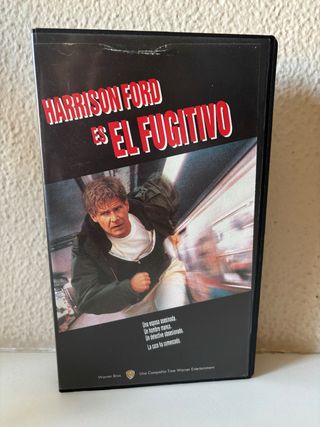 HARRISON FORD
ES EL FUGITIVO
Una esposa asesinada.
Un hombre manco.
Un detective obsesionado.
La caza ha comenzado.
Warner Bros. Una Compañía Time Warner Entertainment